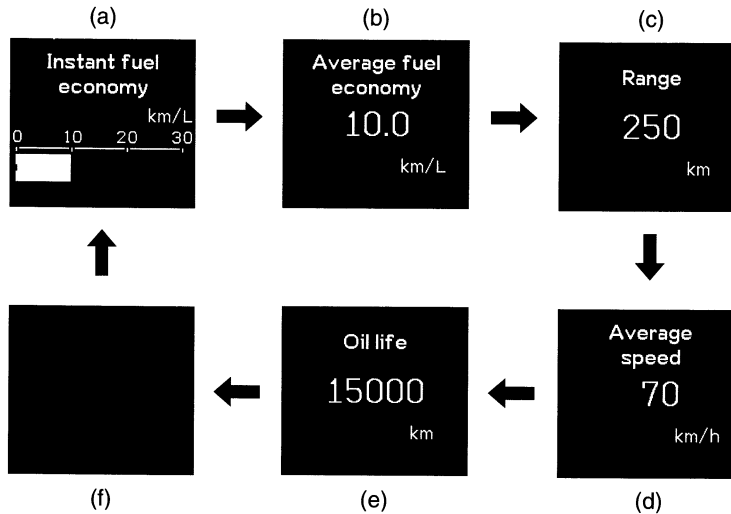 (a)
Instant fuel
economy
km/L
0 10 20 30
(b)
Average fuel
economy
10.0
km/L
(c)
Range
250
km
Average
speed
70
km/h
(d)
Oil life
15000
km
(e)
(f)